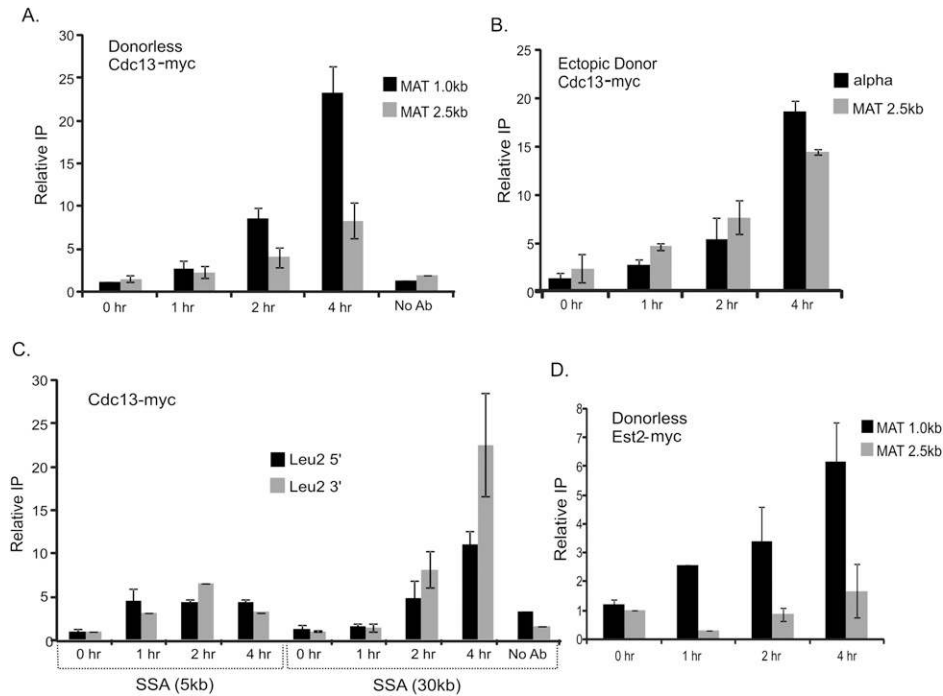 A.
Donorless
Cdc13-myc
MAT 1.0kb
MAT 2.5kb
Relative IP
30
25
20
15
10
5
0
0 hr 1 hr 2 hr 4 hr No Ab
B.
Ectopic Donor
Cdc13-myc
alpha
MAT 2.5kb
Relative IP
25
20
15
10
5
0
0 hr 1 hr 2 hr 4 hr
C.
Cdc13-myc
Leu2 5'
Leu2 3'
Relative IP
30
25
20
15
10
5
0
0 hr 1 hr 2 hr 4 hr 0 hr 1 hr 2 hr 4 hr No Ab
SSA (5kb) SSA (30kb)
D.
Donorless
Est2-myc
MAT 1.0kb
MAT 2.5kb
Relative IP
8
7
6
5
4
3
2
1
0
0 hr 1 hr 2 hr 4 hr